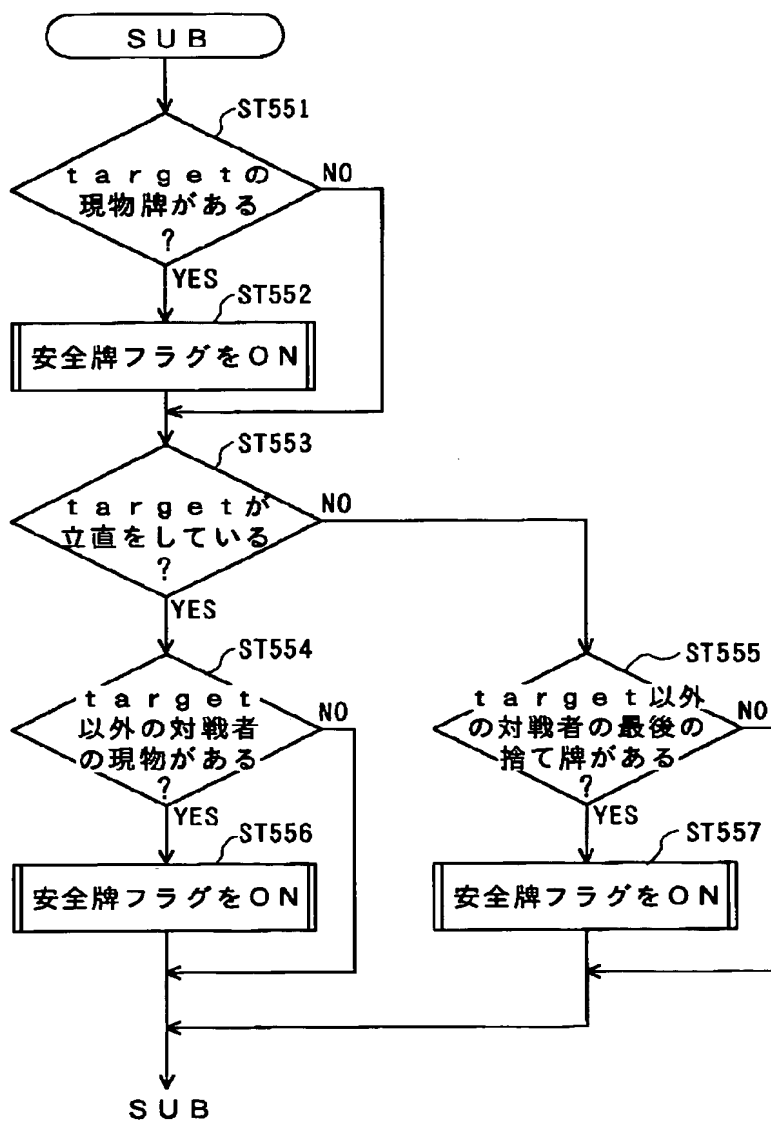 SUB
ST551
targetの
現物牌がある
?
NO
YES
ST552
安全牌フラグをON
ST553
targetが
立直をしている
?
NO
YES
ST554
target
以外の対戦者
の現物がある
?
NO
YES
ST555
target以外
の対戦者の最後の
捨て牌がある
?
NO
YES
ST556
安全牌フラグをON
ST557
安全牌フラグをON
SUB